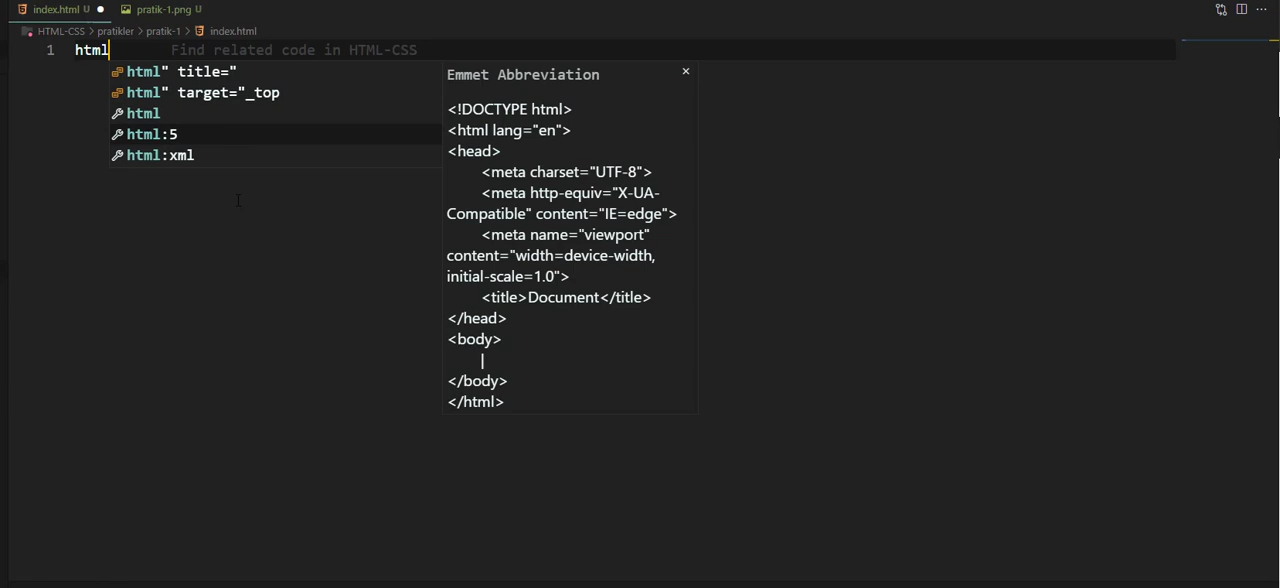 index.html U ● pratik-1.png U
HTML-CSS > pratikler > pratik-1 > index.html
1 html Find related code in HTML-CSS
html" title="
html" target="_top
html
html:5
html:xml
Emmet Abbreviation ×
<!DOCTYPE html>
<html lang="en">
<head>
<meta charset="UTF-8">
<meta http-equiv="X-UA-
Compatible" content="IE=edge">
<meta name="viewport"
content="width=device-width,
initial-scale=1.0">
<title>Document</title>
</head>
<body>
|
</body>
</html>